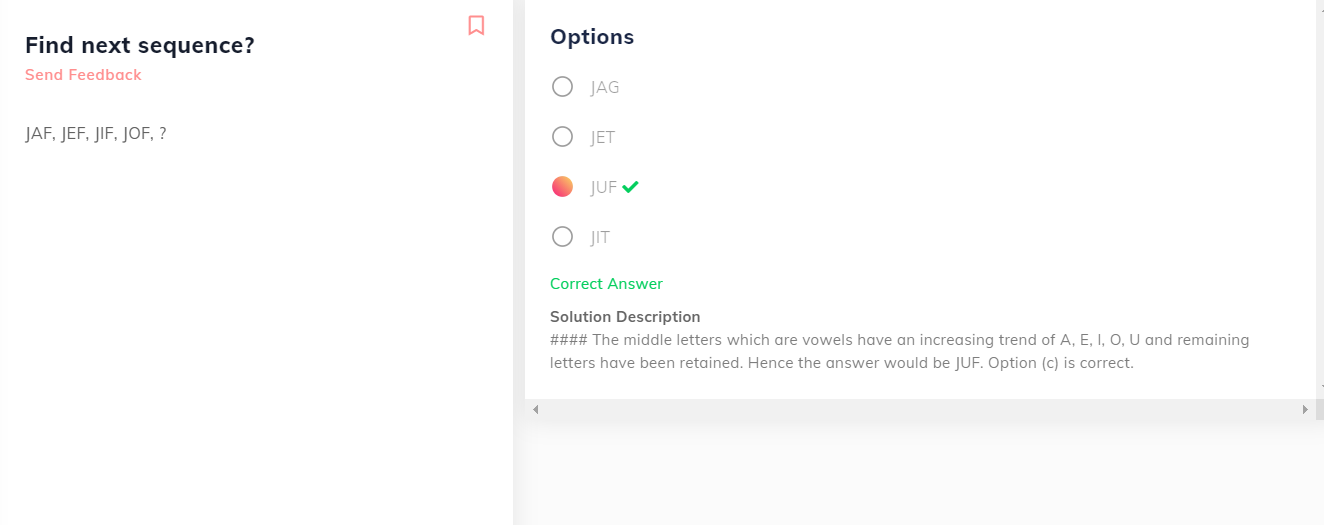 Find next sequence?
Send Feedback
JAF, JEF, JIF, JOF, ?
Options
JAG
JET
JUF
JIT
Correct Answer
Solution Description
#### The middle letters which are vowels have an increasing trend of A, E, I, O, U and remaining
letters have been retained. Hence the answer would be JUF. Option (c) is correct.